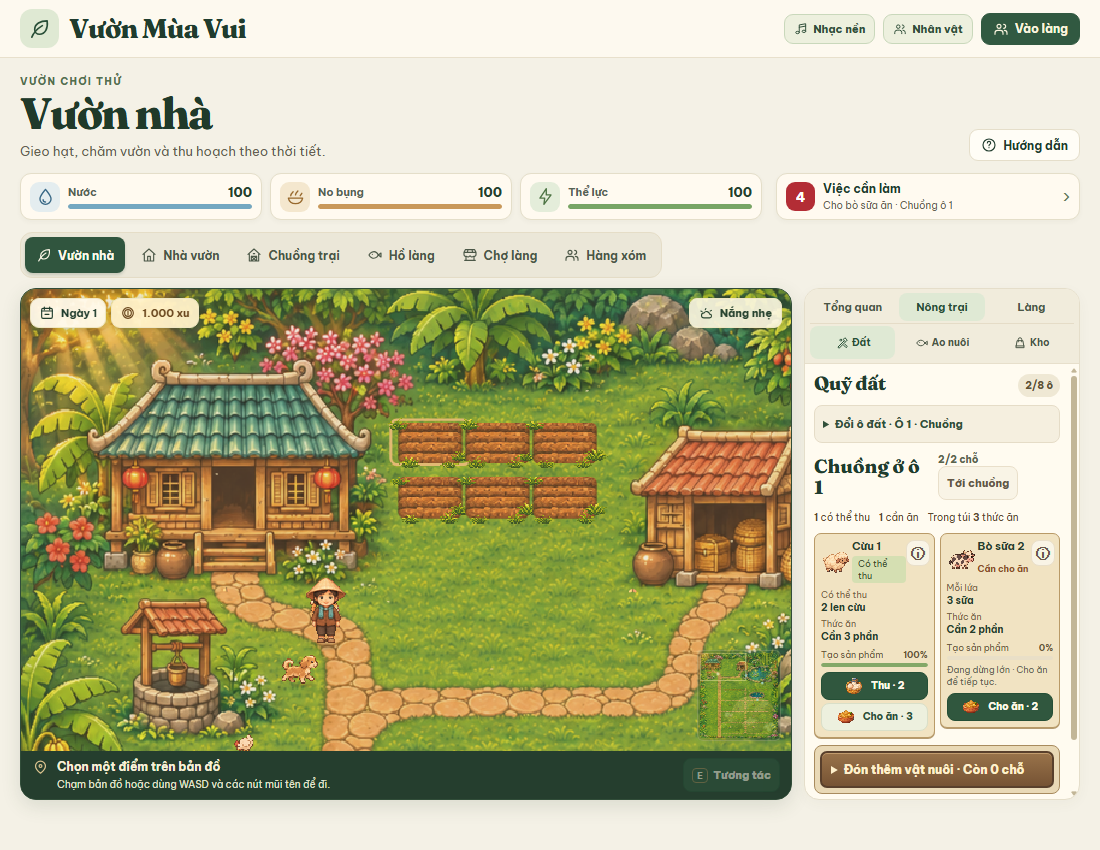 Vườn Mùa Vui
Nhạc nền
Nhân vật
Vào làng
VƯỜN CHƠI THỬ
Vườn nhà
Gieo hạt, chăm vườn và thu hoạch theo thời tiết.
Hướng dẫn
Nước 100
No bụng 100
Thể lực 100
4 Việc cần làm
Cho bò sữa ăn · Chuồng ô 1
Vườn nhà
Nhà vườn
Chuồng trại
Hồ làng
Chợ làng
Hàng xóm
Ngày 1
1.000 xu
Nắng nhẹ
Chọn một điểm trên bản đồ
Chạm bản đồ hoặc dùng WASD và các nút mũi tên để đi.
E Tương tác
Tổng quan
Nông trại
Làng
Đất
Ao nuôi
Kho
Quỹ đất
2/8 ô
Đổi ô đất · Ô 1 · Chuồng
Chuồng ở ô
1
2/2 chỗ
Tới chuồng
1 có thể thu 1 cần ăn Trong túi 3 thức ăn
Cừu 1
Có thể
thu
Có thể thu
2 len cừu
Thức ăn
Cần 3 phần
Tạo sản phẩm 100%
Thu · 2
Cho ăn · 3
Bò sữa 2
Cần cho ăn
Mỗi lứa
3 sữa
Thức ăn
Cần 2 phần
Tạo sản phẩm 0%
Đang dừng lớn · Cho ăn
để tiếp tục.
Cho ăn · 2
Đón thêm vật nuôi · Còn 0 chỗ